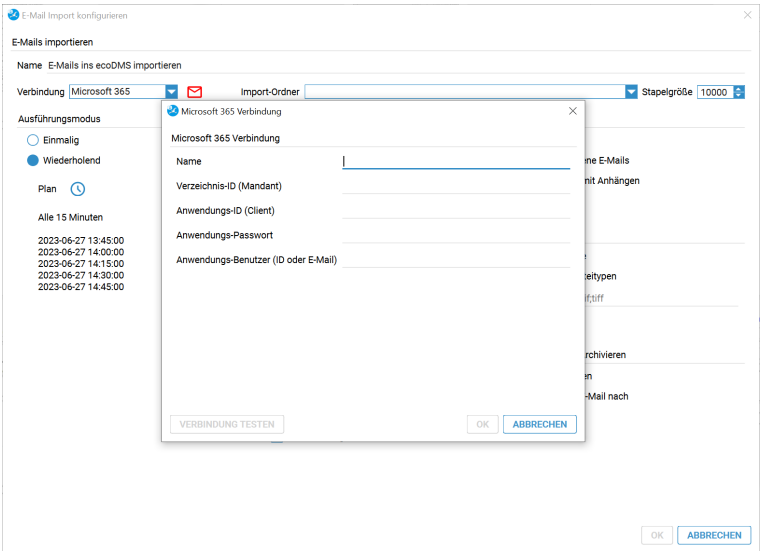 E-Mail Import konfigurieren
E-Mails importieren
Name E-Mails ins ecoDMS importieren
Verbindung Microsoft 365 Import-Ordner Stapelgröße 10000
Ausführungsmodus
Einmalig
Wiederholend
Plan
Alle 15 Minuten
2023-06-27 13:45:00
2023-06-27 14:00:00
2023-06-27 14:15:00
2023-06-27 14:30:00
2023-06-27 14:45:00
Microsoft 365 Verbindung
Microsoft 365 Verbindung
Name
Verzeichnis-ID (Mandant)
Anwendungs-ID (Client)
Anwendungs-Passwort
Anwendungs-Benutzer (ID oder E-Mail)
VERBINDUNG TESTEN OK ABBRECHEN
ne E-Mails
mit Anhängen
eitypen
if;tiff
rchivieren
en
-Mail nach
OK ABBRECHEN